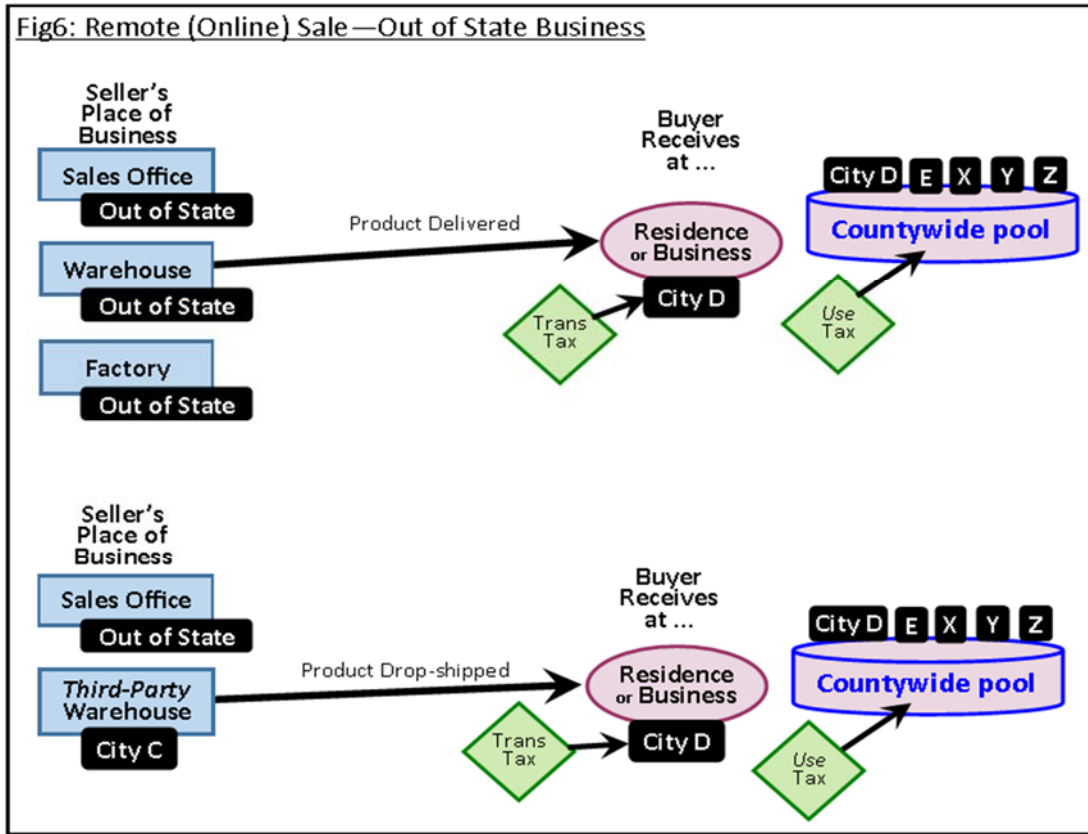 Fig6: Remote (Online) Sale—Out of State Business
Seller's
Place of
Business
Sales Office
Out of State
Warehouse
Out of State
Factory
Out of State
Product Delivered
Buyer
Receives
at ...
Residence
or Business
City D
Trans
Tax
City D E X Y Z
Countywide pool
Use
Tax
Seller's
Place of
Business
Sales Office
Out of State
Third-Party
Warehouse
City C
Product Drop-shipped
Buyer
Receives
at ...
Residence
or Business
City D
Trans
Tax
City D E X Y Z
Countywide pool
Use
Tax